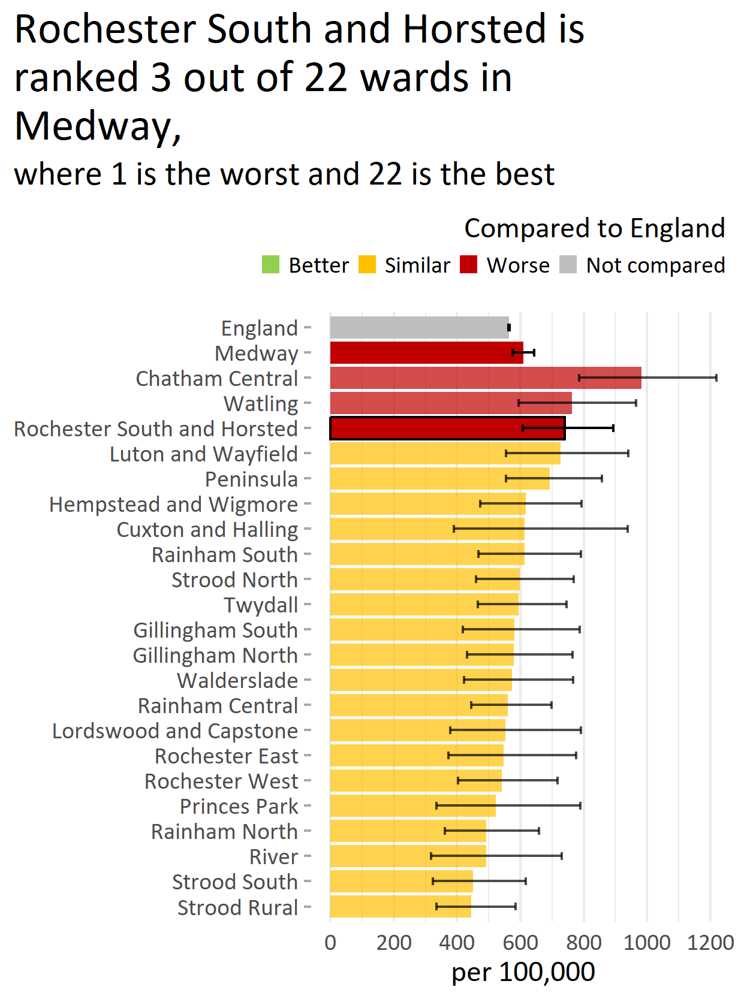 Rochester South and Horsted is
ranked 3 out of 22 wards in
Medway,
where 1 is the worst and 22 is the best
Compared to England
Better Similar Worse Not compared
England
Medway
Chatham Central
Watling
Rochester South and Horsted
Luton and Wayfield
Peninsula
Hempstead and Wigmore
Cuxton and Halling
Rainham South
Strood North
Twydall
Gillingham South
Gillingham North
Walderslade
Rainham Central
Lordswood and Capstone
Rochester East
Rochester West
Princes Park
Rainham North
River
Strood South
Strood Rural
0 200 400 600 800 1000 1200
per 100,000